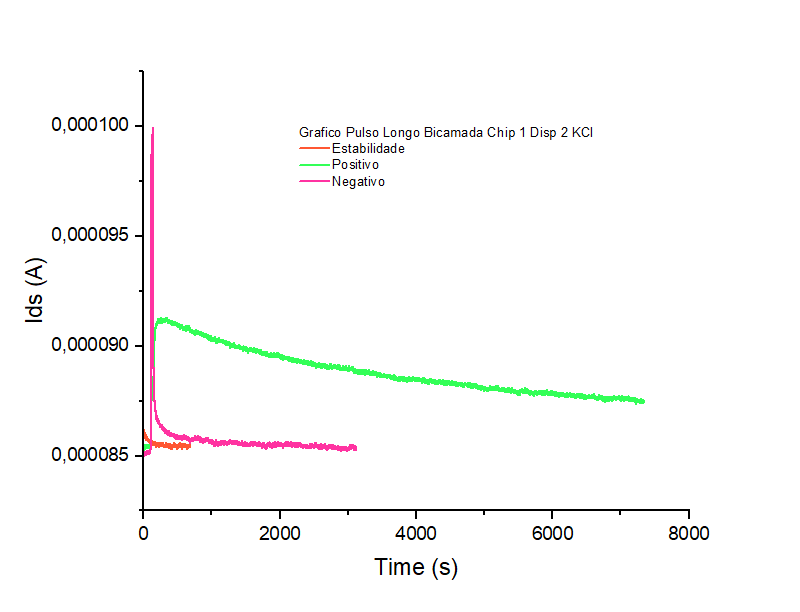 0,000100
Grafico Pulso Longo Bicamada Chip 1 Disp 2 KCl
Estabilidade
Positivo
Negativo
0,000095
Ids (A)
0,000090
0,000085
0 2000 4000 6000 8000
Time (s)